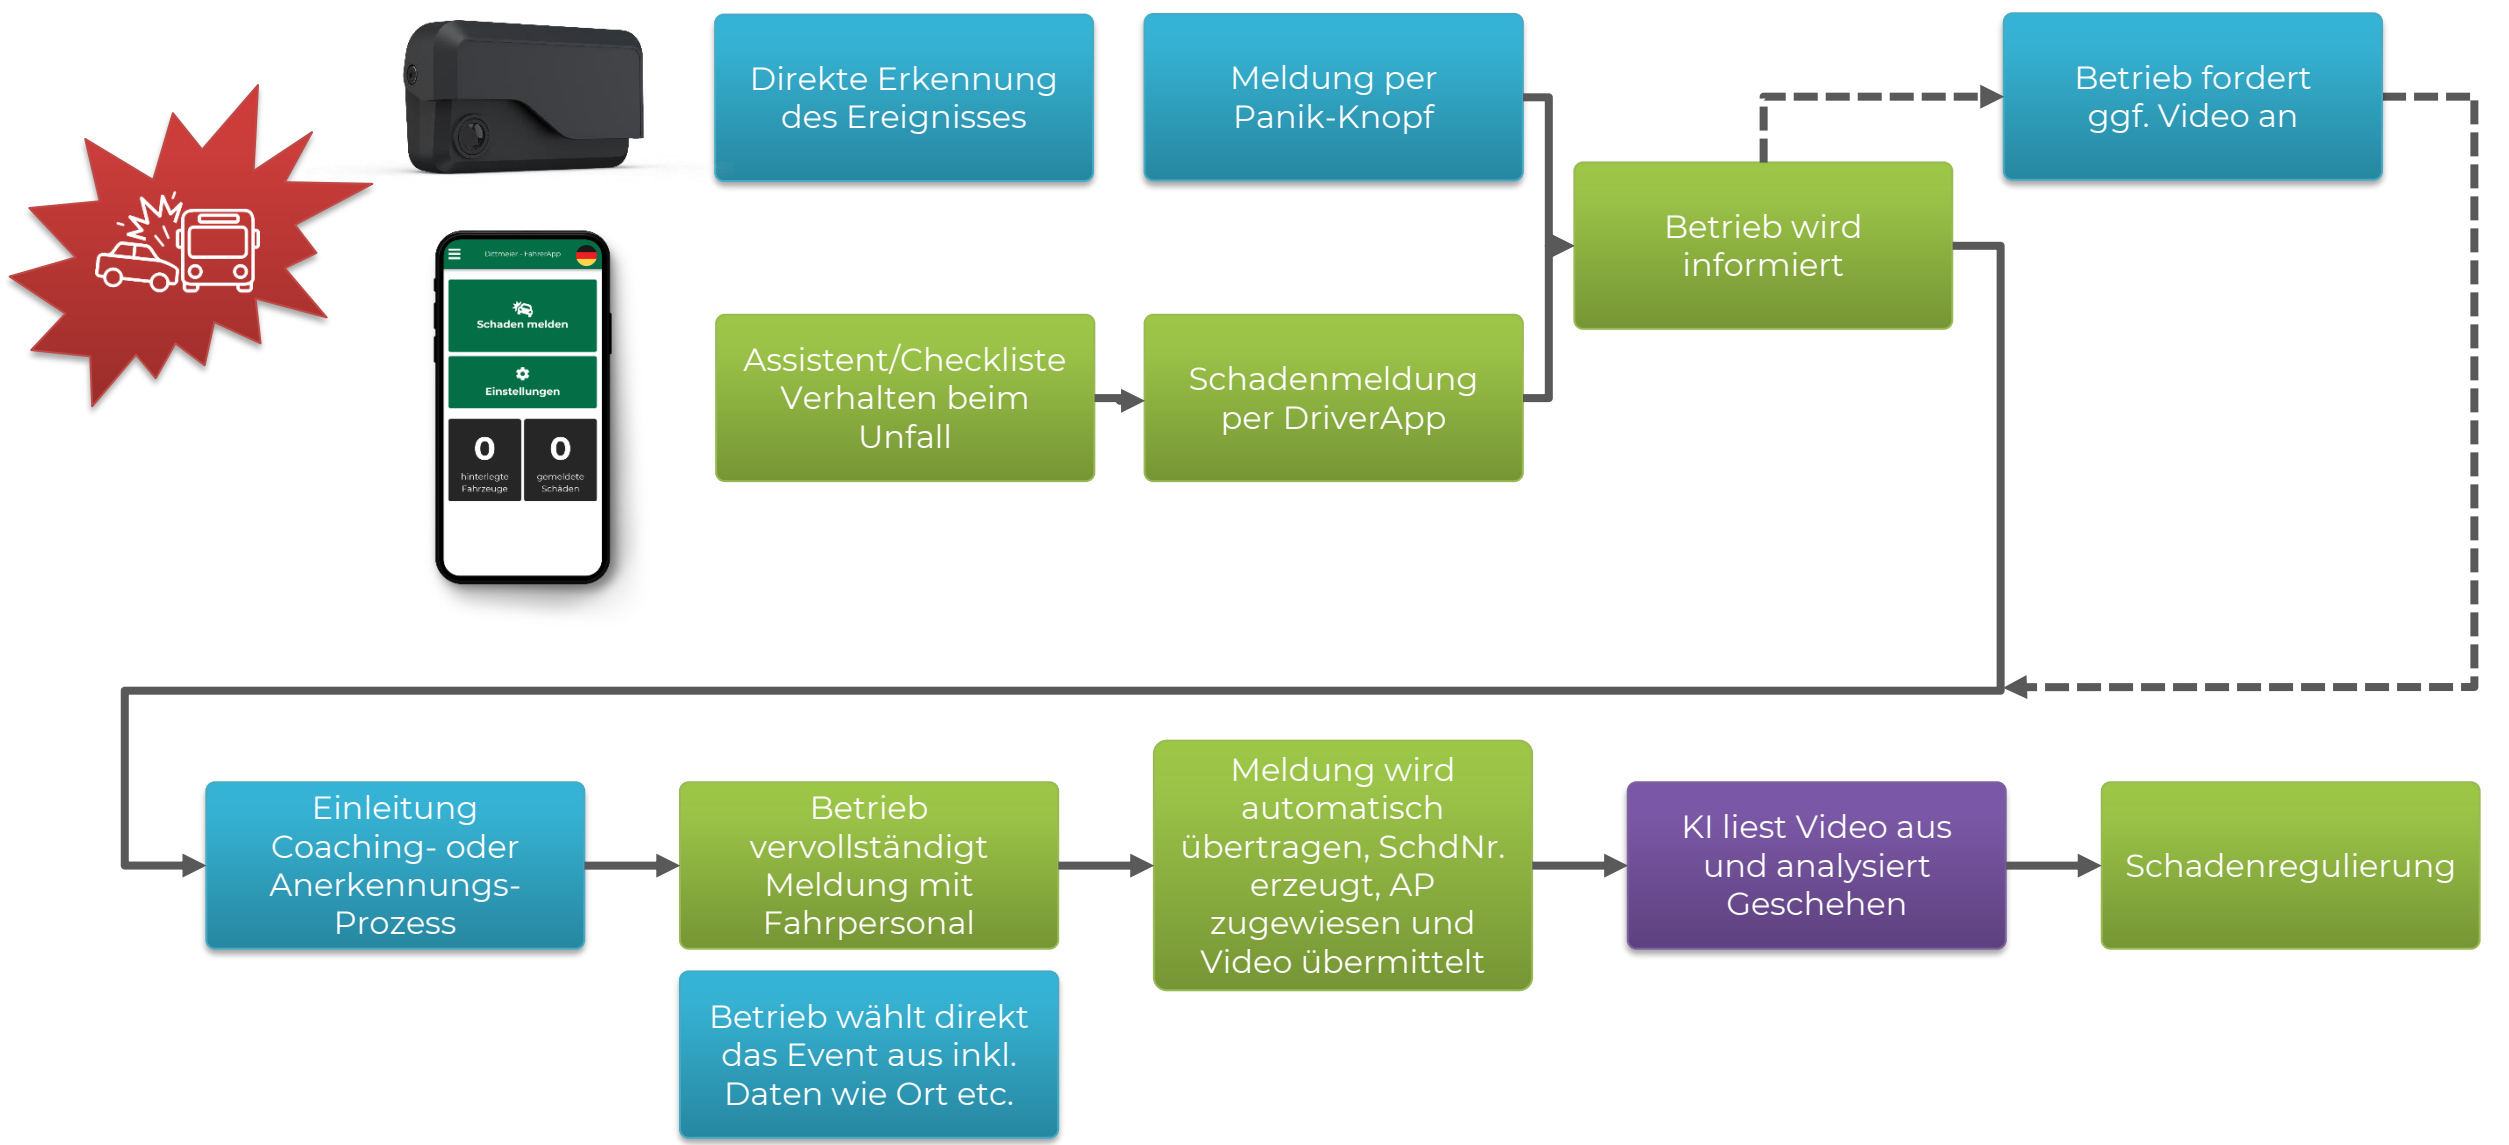 Direkte Erkennung
des Ereignisses
Meldung per
Panik-Knopf
Betrieb fordert
ggf. Video an
Betrieb wird
informiert
Dittmeier - FahrerApp
Schaden melden
Einstellungen
0
hinterlegte
Fahrzeuge
0
gemeldete
Schäden
Assistent/Checkliste
Verhalten beim
Unfall
Schadenmeldung
per DriverApp
Einleitung
Coaching- oder
Anerkennungs-
Prozess
Betrieb
vervollständigt
Meldung mit
Fahrpersonal
Meldung wird
automatisch
übertragen, SchdNr.
erzeugt, AP
zugewiesen und
Video übermittelt
KI liest Video aus
und analysiert
Geschehen
Schadenregulierung
Betrieb wählt direkt
das Event aus inkl.
Daten wie Ort etc.